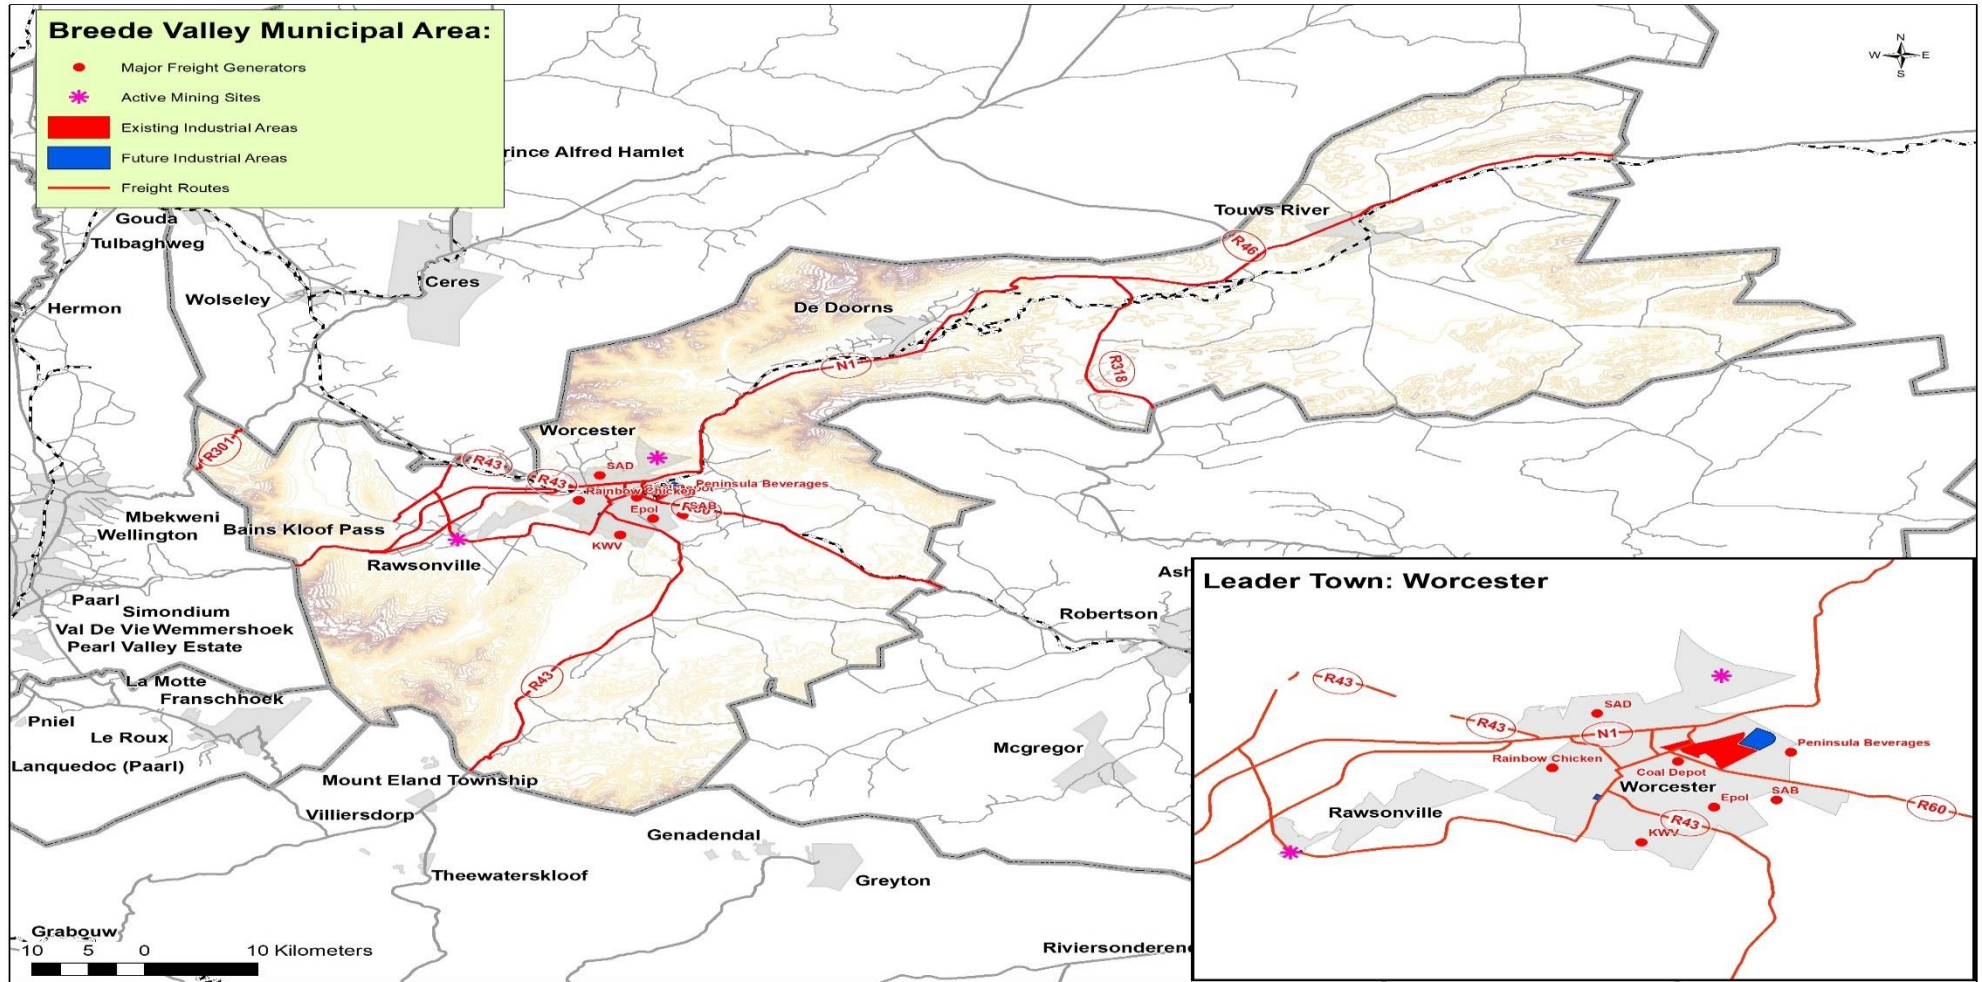 Breede Valley Municipal Area:
Major Freight Generators
Active Mining Sites
Existing Industrial Areas
Future Industrial Areas
Freight Routes
N
W E
S
rince Alfred Hamlet
Gouda
Tulbaghweg
Wolseley
Ceres
Hermon
Touws River
R46
De Doorns
N1
R318
R301
Worcester
R43
R43
SAD
Peninsula Beverages
Rainbow Chicken
Epol
SAB
KWV
Mbekweni
Wellington
Bains Kloof Pass
Rawsonville
Paarl
Simondium
Val De Vie Wemmershoek
Pearl Valley Estate
La Motte
Franschhoek
Pniel
Le Roux
Lanquedoc (Paarl)
R43
Mount Eland Township
Villiersdorp
Theewaterskloof
Genadendal
Greyton
Mcgregor
Robertson
Ash
Riviersonderen
Grabouw
10 5 0 10 Kilometers
Leader Town: Worcester
R43
SAD
R43
N1
Rainbow Chicken
Peninsula Beverages
Coal Depot
Worcester
Rawsonville
Epol
SAB
R60
R43
KWV